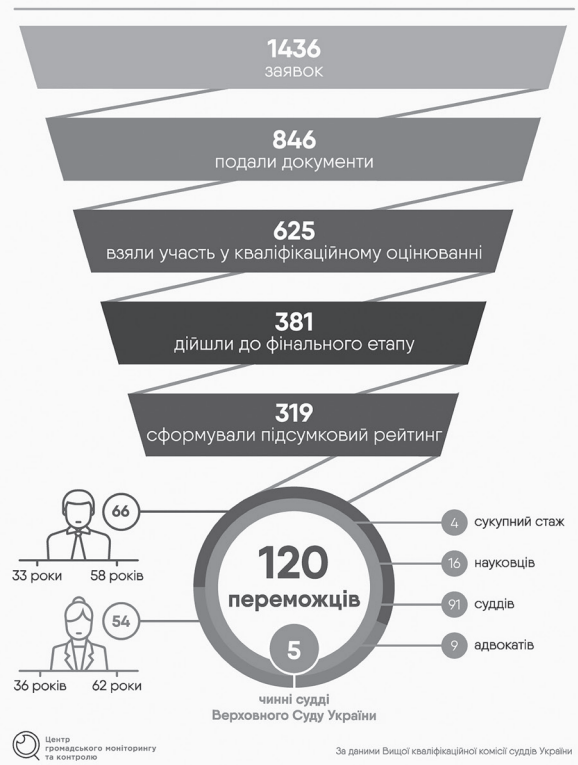 1436
заявок
846
подали документи
625
взяли участь у кваліфікаційному оцінюванні
381
дійшли до фінального етапу
319
сформували підсумковий рейтинг
66
33 роки
58 років
54
36 років
62 роки
120
переможців
5
чинні судді
Верховного Суду України
4 сукупний стаж
16 науковців
91 суддів
9 адвокатів
Центр
громадського моніторингу
та контролю
За даними Вищої кваліфікаційної комісії суддів України